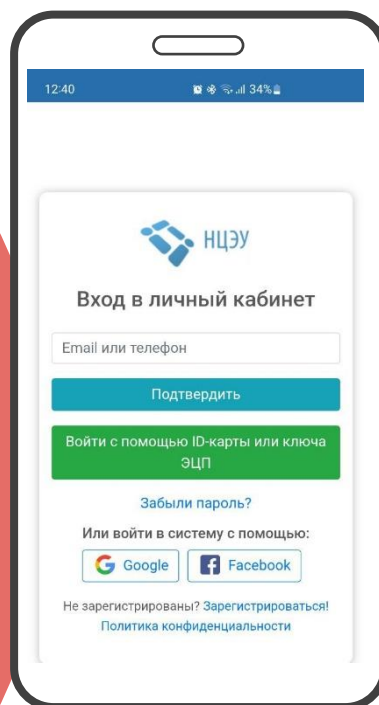 12:40 34%
НЦЭУ
Вход в личный кабинет
Email или телефон
Подтвердить
Войти с помощью ID-карты или ключа
ЭЦП
Забыли пароль?
Или войти в систему с помощью:
Google Facebook
Не зарегистрированы? Зарегистрироваться!
Политика конфиденциальности